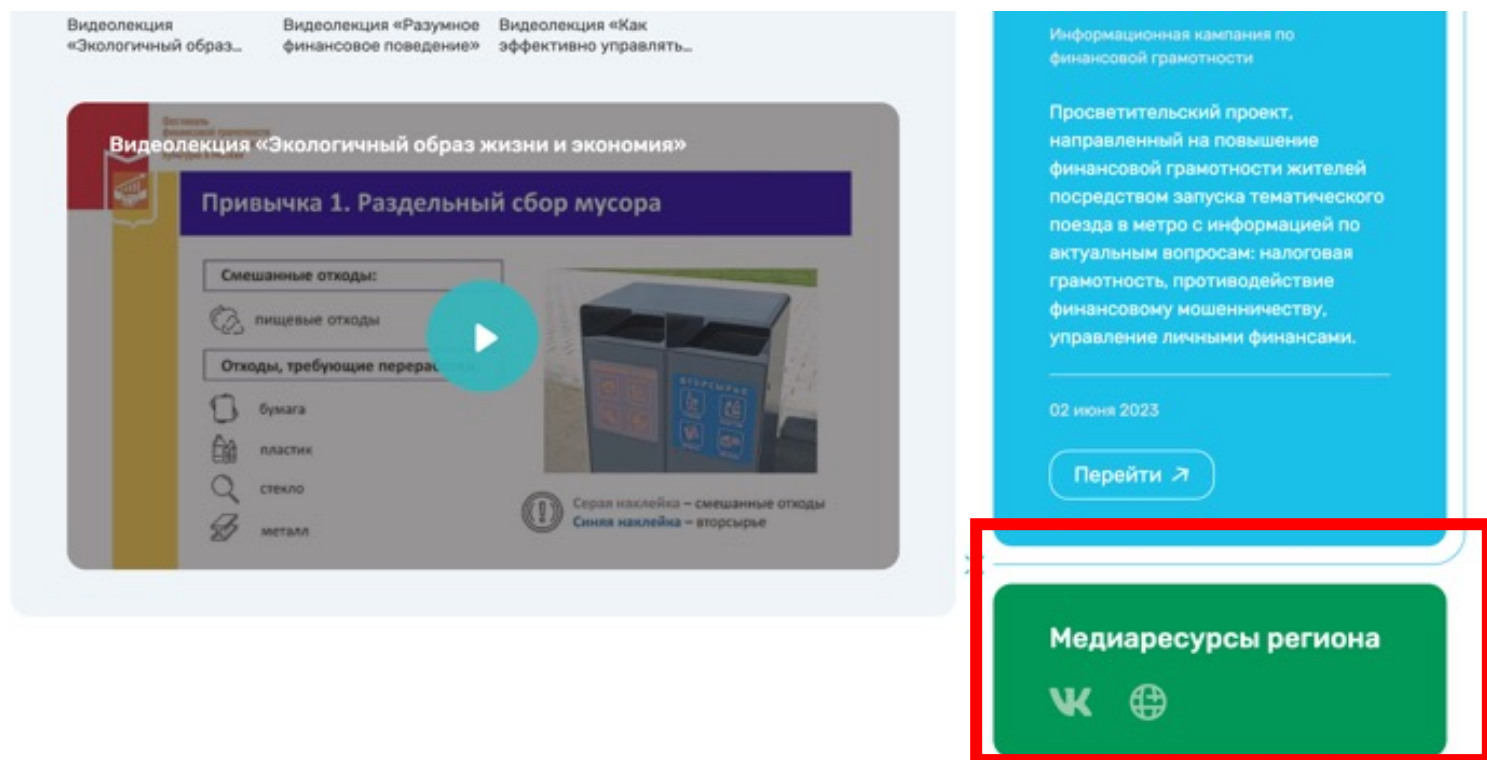 Видеолекция
«Экологичный образ...
Видеолекция «Разумное
финансовое поведение»
Видеолекция «Как
эффективно управлять...
Видеолекция «Экологичный образ жизни и экономия»
Привычка 1. Раздельный сбор мусора
Смешанные отходы:
пищевые отходы
Отходы, требующие
бумага
пластик
стекло
металл
ВТОРСЫРЬЕ
Серая наклейка – смешанные отходы
Синяя наклейка – вторсырье
Информационная кампания по
финансовой грамотности
Просветительский проект,
направленный на повышение
финансовой грамотности жителей
посредством запуска тематического
поезда в метро с информацией по
актуальным вопросам: налоговая
грамотность, противодействие
финансовому мошенничеству,
управление личными финансами.
02 июня 2023
Перейти ↗
Медиаресурсы региона